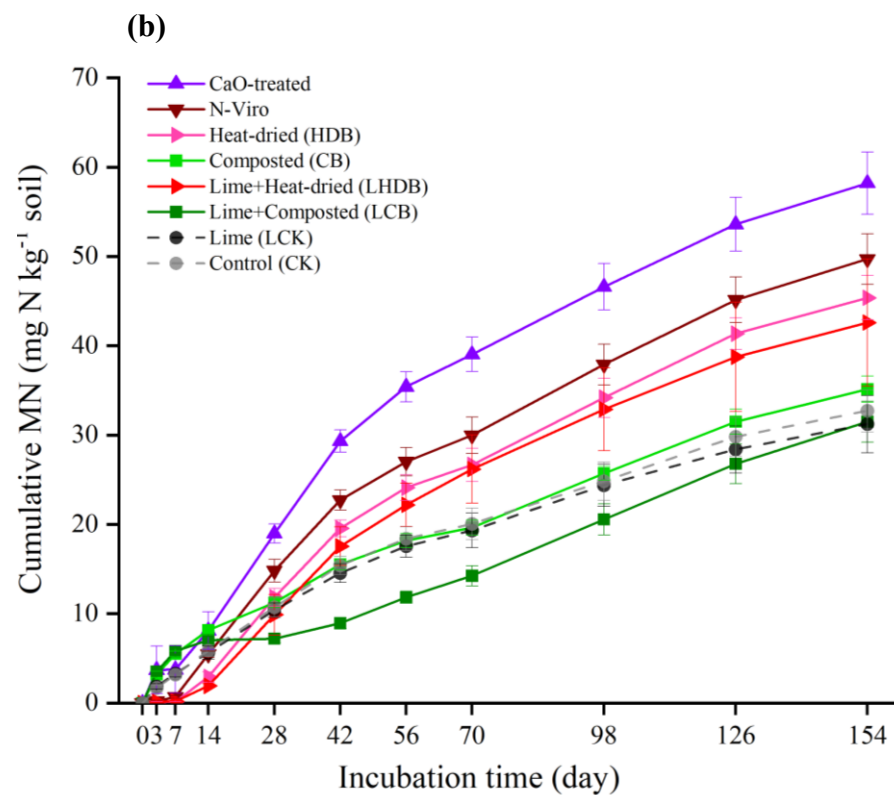 (b)
CaO-treated
N-Viro
Heat-dried (HDB)
Composted (CB)
Lime+Heat-dried (LHDB)
Lime+Composted (LCB)
Lime (LCK)
Control (CK)
Cumulative MN (mg N kg⁻¹ soil)
70
60
50
40
30
20
10
0
0 3 7 14 28 42 56 70 98 126 154
Incubation time (day)